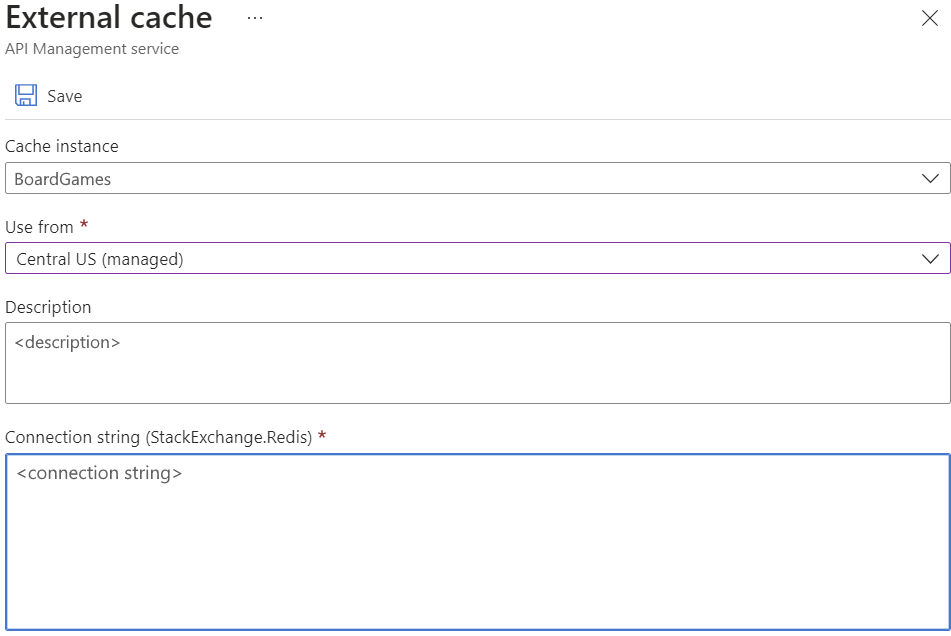 External cache ...
API Management service
Save
Cache instance
BoardGames
Use from *
Central US (managed)
Description
<description>
Connection string (StackExchange.Redis) *
<connection string>